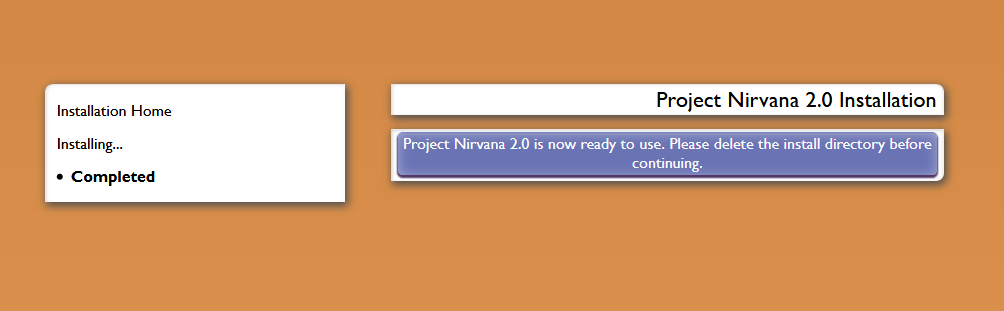 Installation Home
Installing...
• Completed
Project Nirvana 2.0 Installation
Project Nirvana 2.0 is now ready to use. Please delete the install directory before
continuing.